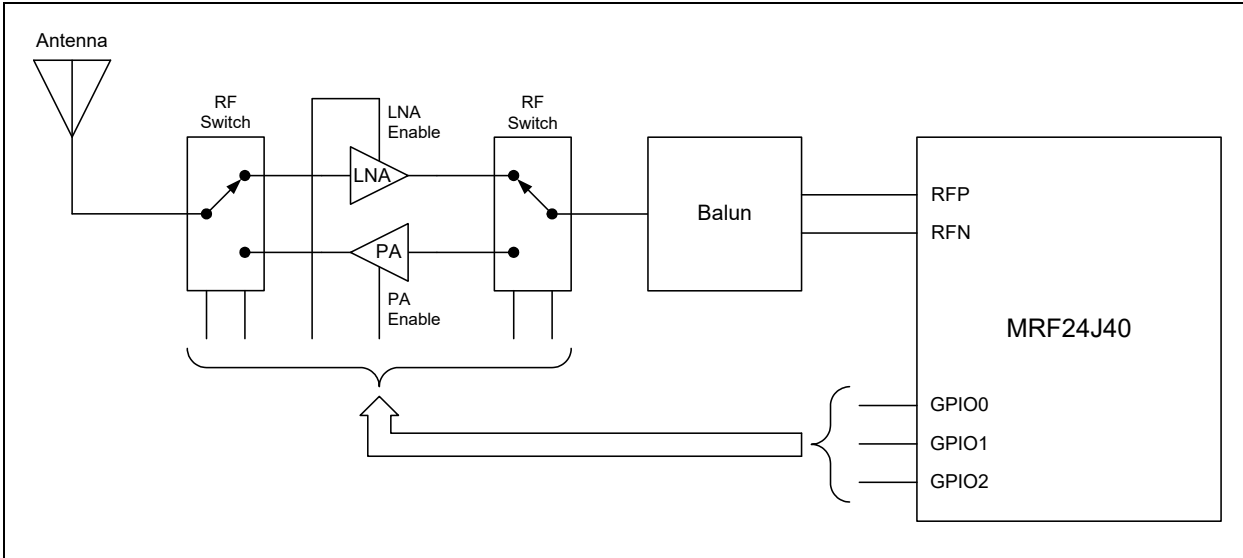 Antenna
RF
Switch
LNA
Enable
RF
Switch
LNA
PA
PA
Enable
Balun
RFP
RFN
MRF24J40
GPIO0
GPIO1
GPIO2